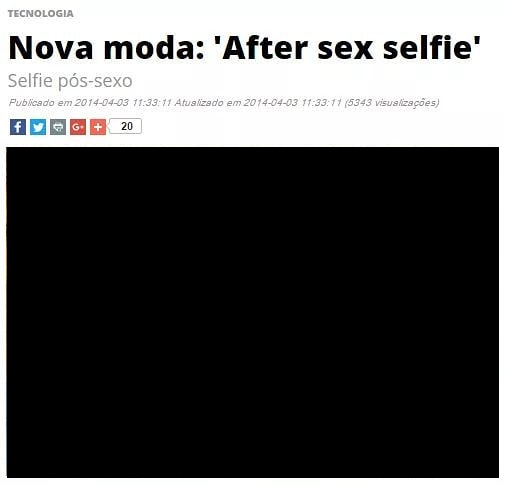 TECNOLOGIA
Nova moda: 'After sex selfie'
Selfie pós-sexo
Publicado em 2014-04-03 11:33:11 Atualizado em 2014-04-03 11:33:11 (5343 visualizações)
f G+ + 20